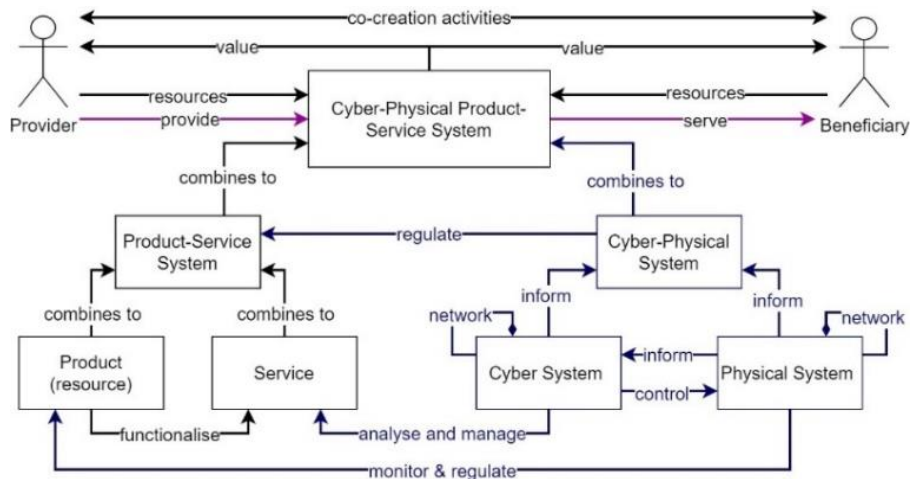 co-creation activities
value
value
resources
Cyber-Physical Product-
Service System
resources
Provider
provide
serve
Beneficiary
combines to
combines to
Product-Service
System
regulate
Cyber-Physical
System
combines to
combines to
inform
inform
network
network
Product
(resource)
Service
Cyber System
inform
Physical System
control
functionalise
analyse and manage
monitor & regulate